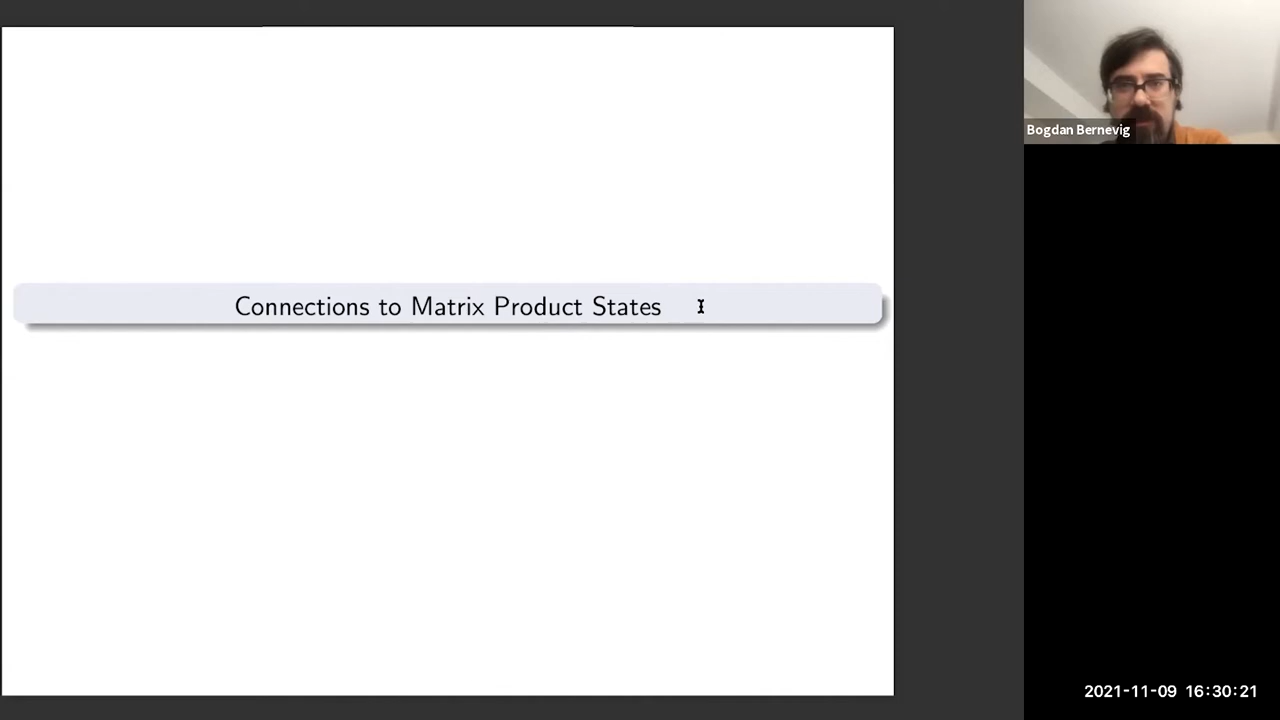 Connections to Matrix Product States
Bogdan Bernevig
2021-11-09 16:30:21